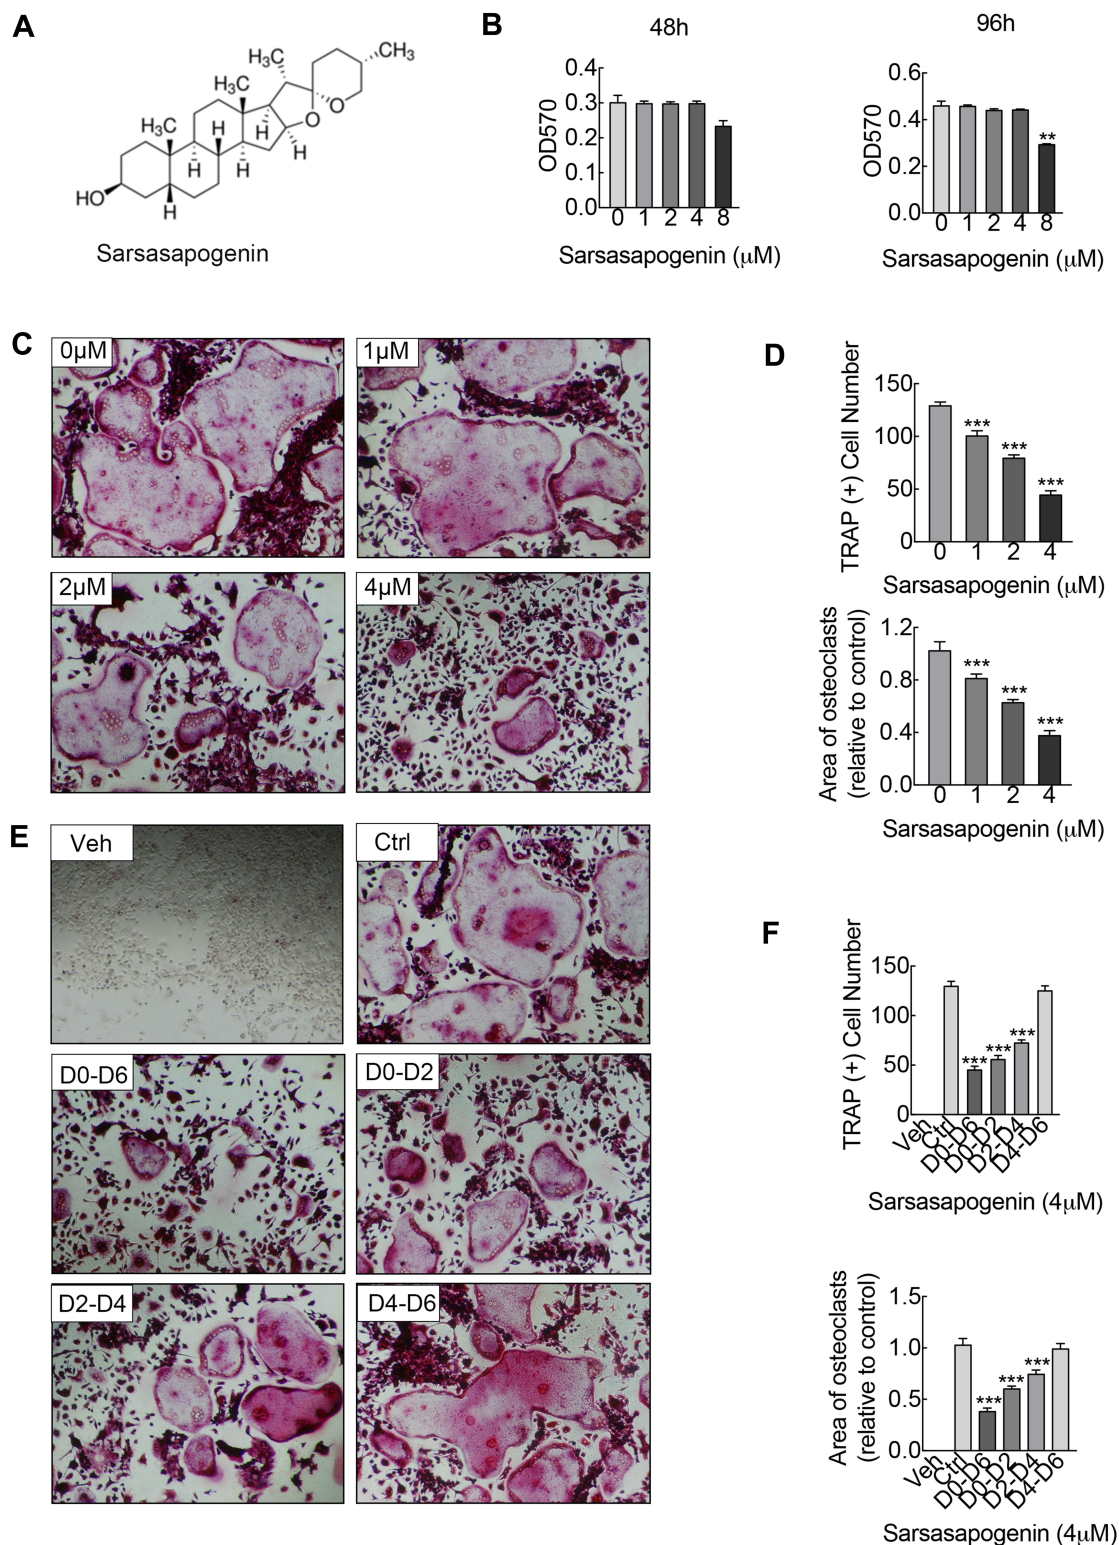 A
H₃C
CH₃
H₃C
H₃C
H
H
H
H
H
H
O
O
HO
Sarsasapogenin
B
48h
OD570
0.4
0.3
0.2
0.1
0.0
0 1 2 4 8
Sarsasapogenin (μM)
96h
OD570
0.6
0.4
0.2
0.0
**
0 1 2 4 8
Sarsasapogenin (μM)
C
0μM
1μM
2μM
4μM
D
TRAP (+) Cell Number
150
100
50
0
***
***
***
0 1 2 4
Sarsasapogenin (μM)
Area of osteoclasts
(relative to control)
1.2
0.8
0.4
0.0
***
***
***
0 1 2 4
Sarsasapogenin (μM)
E
Veh
Ctrl
D0-D6
D0-D2
D2-D4
D4-D6
F
TRAP (+) Cell Number
150
100
50
0
***
***
***
Veh
Ctrl
D0-D6
D0-D2
D2-D4
D4-D6
Sarsasapogenin (4μM)
Area of osteoclasts
(relative to control)
1.5
1.0
0.5
0.0
***
***
***
Veh
Ctrl
D0-D6
D0-D2
D2-D4
D4-D6
Sarsasapogenin (4μM)